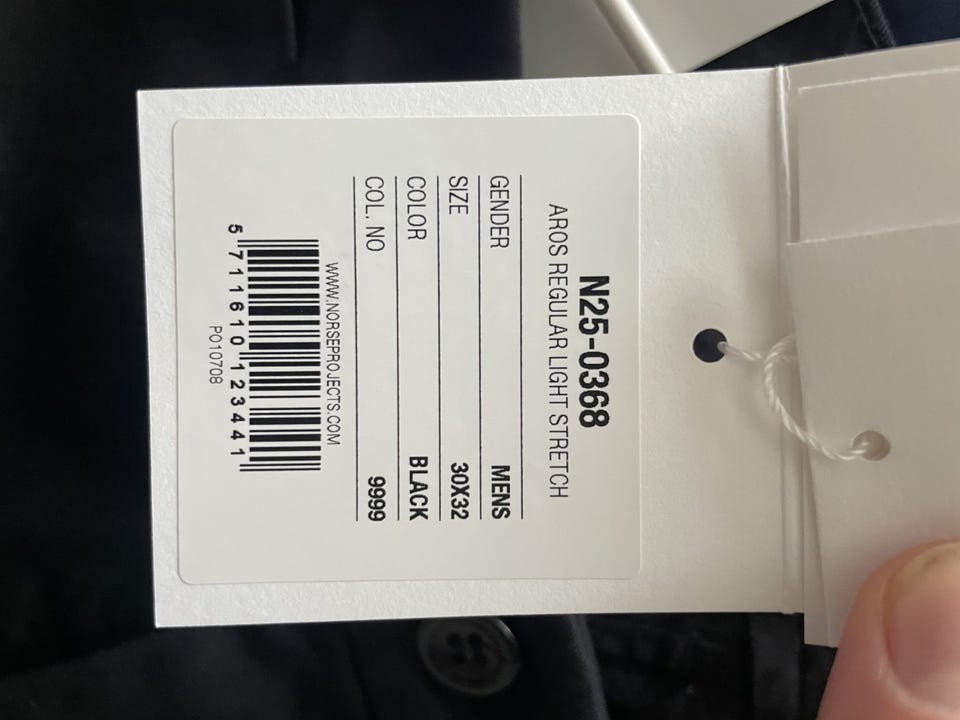 N25-0368
AROS REGULAR LIGHT STRETCH
GENDER MENS
SIZE 30X32
COLOR BLACK
COL. NO 9999
WWW.NORSEPROJECTS.COM
5 711610 123441
PO10708